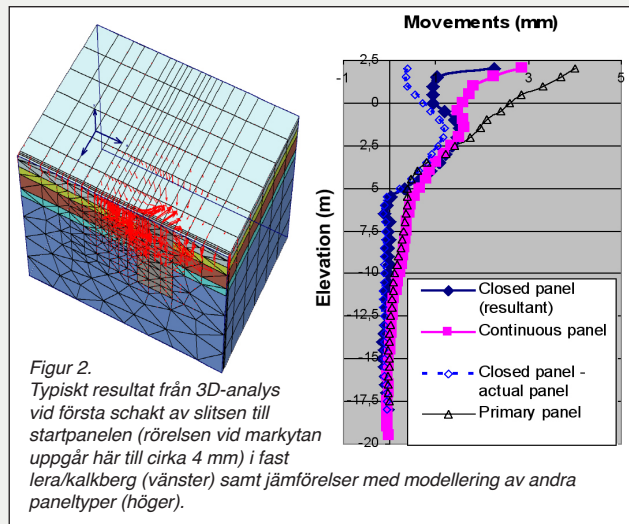 Movements (mm)
-1 1 3 5
2,5
0
-2,5
-5
-7,5
-10
-12,5
-15
-17,5
-20
Elevation (m)
Closed panel
(resultant)
Continuous panel
Closed panel -
actual panel
Primary panel
Figur 2.
Typiskt resultat från 3D-analys
vid första schakt av slitsen till
startpanelen (rörelsen vid markytan
uppgår här till cirka 4 mm) i fast
lera/kalkberg (vänster) samt jämförelser med modellering av andra
paneltyper (höger).